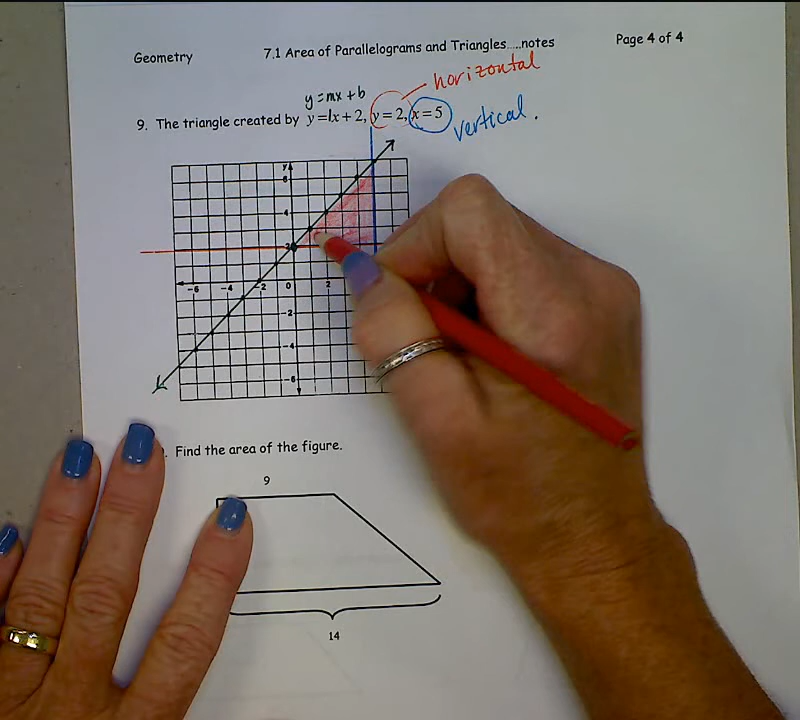 Geometry 7.1 Area of Parallelograms and Triangles.....notes Page 4 of 4
y=mx+b horizontal
9. The triangle created by y=1x+2, y=2, x=5 vertical.
y
6
4
2
-6 -4 -2 0 2
-2
-4
-6
. Find the area of the figure.
9
14